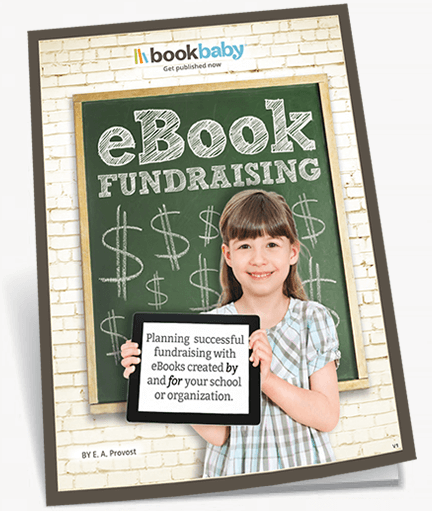 bookbaby
Get published now
eBook
FUNDRAISING
$ $ $ $
$ $ $ $ $
Planning successful
fundraising with
eBooks created by
and for your school
or organization.
BY E. A. Provost
V1